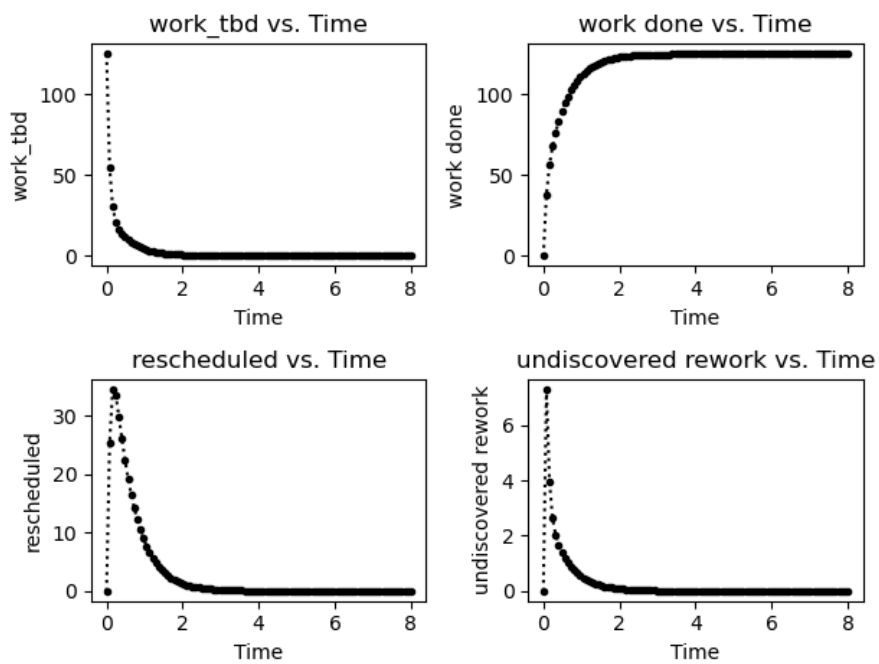 work_tbd vs. Time
work_tbd
100
50
0
0 2 4 6 8
Time
work done vs. Time
work done
100
50
0
0 2 4 6 8
Time
rescheduled vs. Time
rescheduled
30
20
10
0
0 2 4 6 8
Time
undiscovered rework vs. Time
undiscovered rework
6
4
2
0
0 2 4 6 8
Time